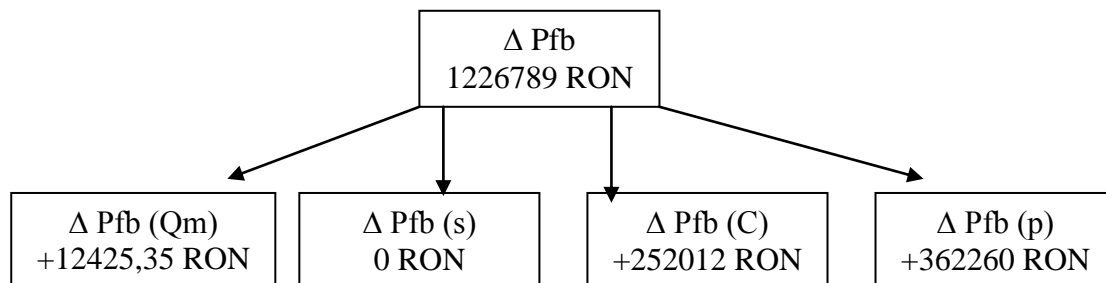 Δ Pfb
1226789 RON
Δ Pfb (Qm)
+12425,35 RON
Δ Pfb (s)
0 RON
Δ Pfb (C)
+252012 RON
Δ Pfb (p)
+362260 RON